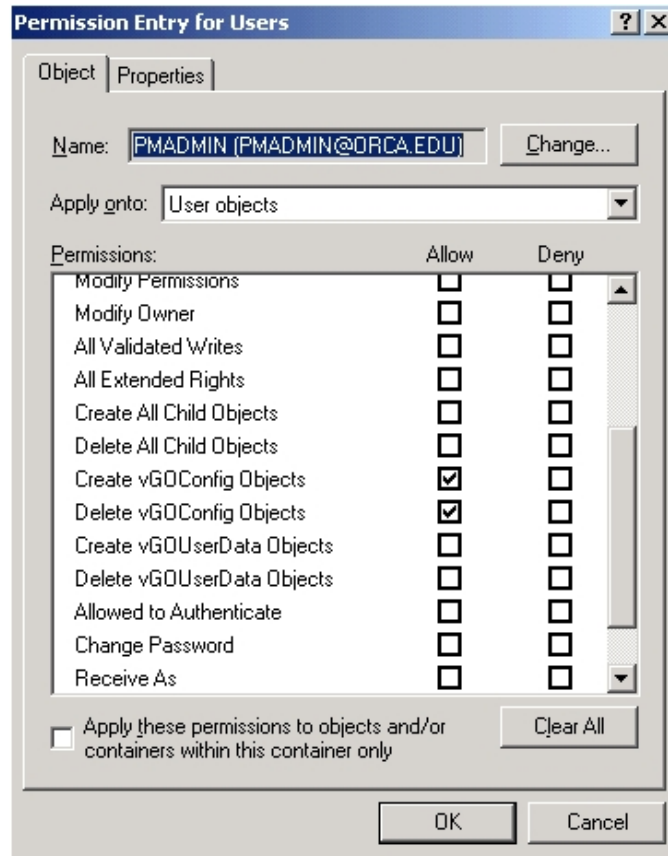 Permission Entry for Users
Object Properties
Name: PMADMIN (PMADMIN@ORCA.EDU) Change...
Apply onto: User objects
Permissions: Allow Deny
Modify Permissions
Modify Owner
All Validated Writes
All Extended Rights
Create All Child Objects
Delete All Child Objects
Create vGOConfig Objects
Delete vGOConfig Objects
Create vGOUserData Objects
Delete vGOUserData Objects
Allowed to Authenticate
Change Password
Receive As
Apply these permissions to objects and/or
containers within this container only
Clear All
OK Cancel